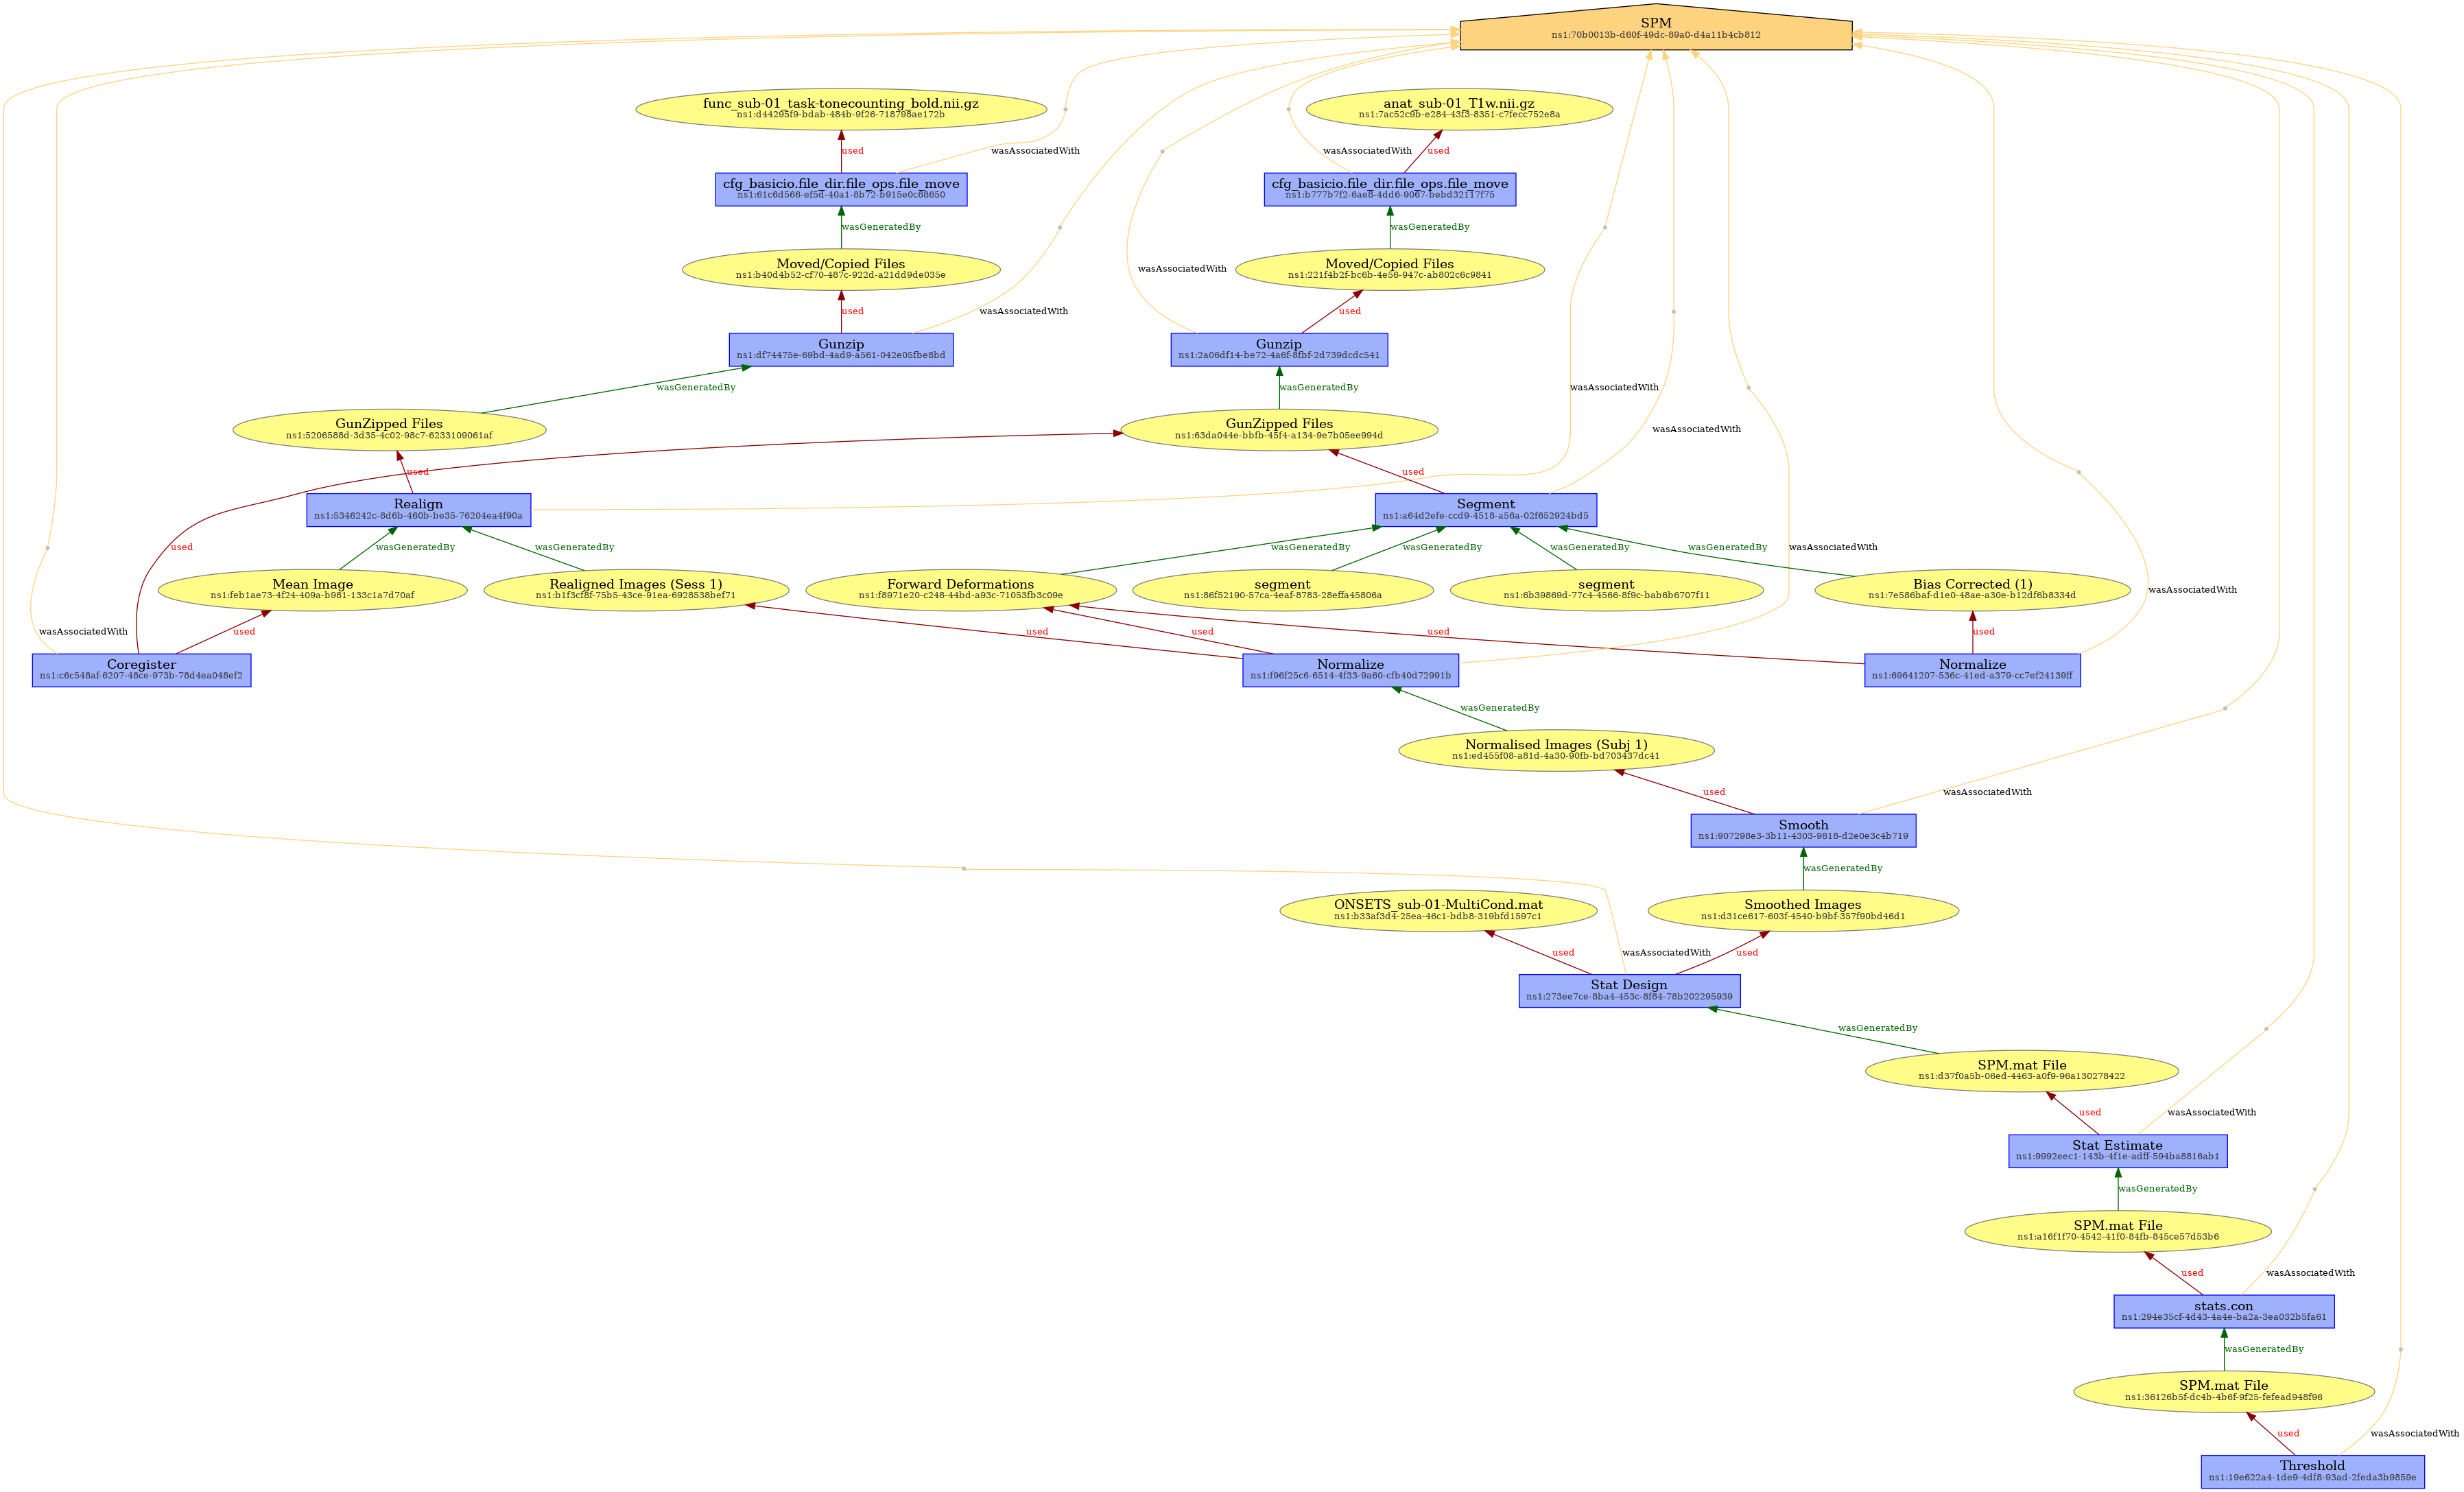 SPM
ns1:70b0013b-d60f-49dc-89a0-d4a11b4cb812
func_sub-01_task-tonecounting_bold.nii.gz
ns1:d44295f9-bdab-484b-9f26-718798ae172b
anat_sub-01_T1w.nii.gz
ns1:7ac52c9b-e284-43f3-8351-c7fecc752e8a
used
wasAssociatedWith
wasAssociatedWith
used
cfg_basicio.file_dir.file_ops.file_move
ns1:61c6d566-ef5d-40a1-8b72-b915e0c68650
cfg_basicio.file_dir.file_ops.file_move
ns1:b777b7f2-6ae8-4dd6-9067-bebd32117f75
wasGeneratedBy
wasGeneratedBy
Moved/Copied Files
ns1:b40d4b52-cf70-487c-922d-a21dd9de035e
wasAssociatedWith
Moved/Copied Files
ns1:221f4b2f-bc6b-4e56-947c-ab802c6c9841
used
wasAssociatedWith
used
Gunzip
ns1:df74475e-69bd-4ad9-a561-042e05fbe8bd
Gunzip
ns1:2a06df14-be72-4a6f-8fbf-2d739dcdc541
wasGeneratedBy
wasGeneratedBy
wasAssociatedWith
GunZipped Files
ns1:5206588d-3d35-4c02-98c7-6233109061af
GunZipped Files
ns1:63da044e-bbfb-45f4-a134-9e7b05ee994d
wasAssociatedWith
used
used
Realign
ns1:5346242c-8d6b-460b-be35-76204ea4f90a
Segment
ns1:a64d2efe-ccd9-4518-a56a-02f652924bd5
used
wasGeneratedBy
wasGeneratedBy
wasGeneratedBy
wasGeneratedBy
wasGeneratedBy
wasGeneratedBy
wasAssociatedWith
Mean Image
ns1:feb1ae73-4f24-409a-b981-133c1a7d70af
Realigned Images (Sess 1)
ns1:b1f3cf8f-75b5-43ce-91ea-6928538bef71
Forward Deformations
ns1:f8971e20-c248-44bd-a93c-71053fb3c09e
segment
ns1:86f52190-57ca-4eaf-8783-28effa45806a
segment
ns1:6b39869d-77c4-4566-8f9c-bab6b6707f11
Bias Corrected (1)
ns1:7e586baf-d1e0-48ae-a30e-b12df6b8334d
wasAssociatedWith
wasAssociatedWith
used
used
used
used
used
Coregister
ns1:c6c548af-6207-48ce-973b-78d4ea048ef2
Normalize
ns1:f96f25c6-6514-4f33-9a60-cfb40d72991b
Normalize
ns1:69641207-536c-41ed-a379-cc7ef24139ff
wasGeneratedBy
Normalised Images (Subj 1)
ns1:ed455f08-a81d-4a30-90fb-bd703437dc41
used
wasAssociatedWith
Smooth
ns1:907298e3-3b11-4303-9818-d2e0e3c4b719
wasGeneratedBy
ONSETS_sub-01-MultiCond.mat
ns1:b33af3d4-25ea-46c1-bdb8-319bfd1597c1
Smoothed Images
ns1:d31ce617-603f-4540-b9bf-357f90bd46d1
used
wasAssociatedWith
used
Stat Design
ns1:273ee7ce-8ba4-453c-8f84-78b202295939
wasGeneratedBy
SPM.mat File
ns1:d37f0a5b-06ed-4463-a0f9-96a130278422
used
wasAssociatedWith
Stat Estimate
ns1:9992eec1-143b-4f1e-adff-594ba8816ab1
wasGeneratedBy
SPM.mat File
ns1:a16f1f70-4542-41f0-84fb-845ce57d53b6
used
wasAssociatedWith
stats.con
ns1:294e35cf-4d43-4a4e-ba2a-3ea032b5fa61
wasGeneratedBy
SPM.mat File
ns1:36126b5f-dc4b-4b6f-9f25-fefead948f96
used
wasAssociatedWith
Threshold
ns1:19e622a4-1de9-4df8-93ad-2feda3b9859e